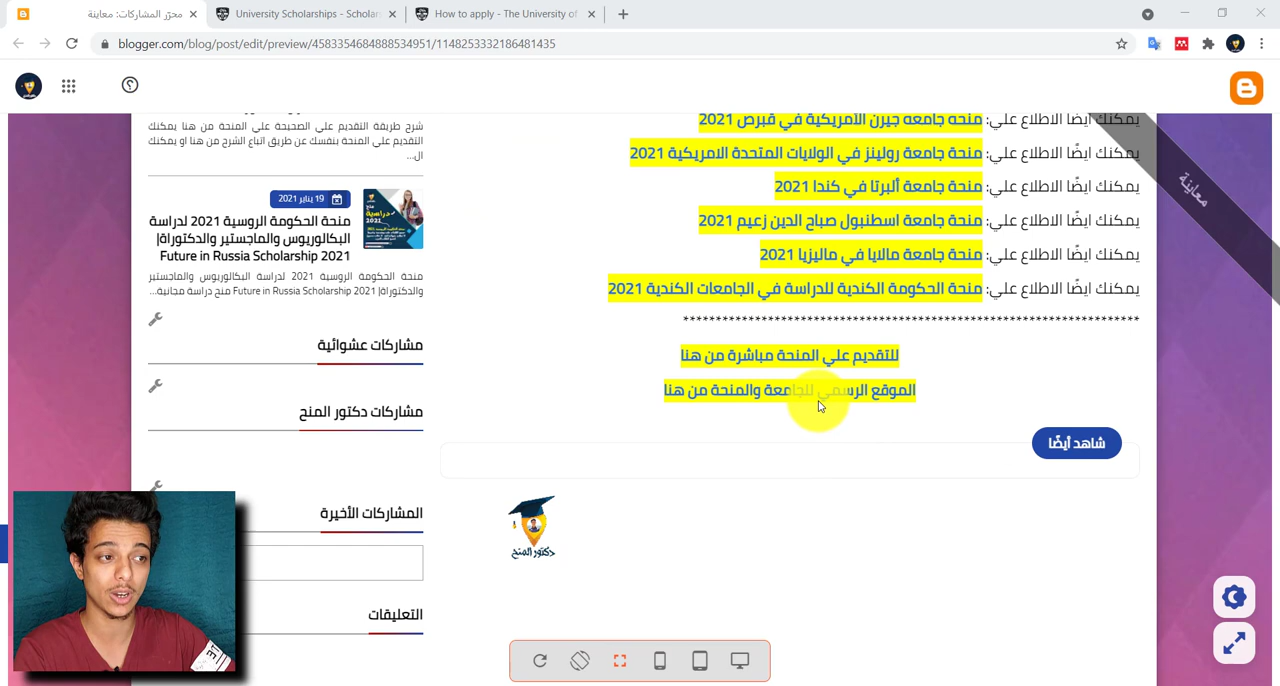 محرّر المشاركات: معاينة
University Scholarships - Scholar
How to apply - The University of
blogger.com/blog/post/edit/preview/4583354684888534951/1148253332186481435
معاينة
يمكنك ايضًا الاطلاع علي: منحه جامعه جيرن الأمريكية في قبرص 2021
يمكنك ايضًا الاطلاع علي: منحة جامعة رولينز في الولايات المتحدة الامريكية 2021
يمكنك ايضًا الاطلاع علي: منحة جامعة ألبرتا في كندا 2021
يمكنك ايضًا الاطلاع علي: منحة جامعة اسطنبول صباح الدين زعيم 2021
يمكنك ايضًا الاطلاع علي: منحة جامعة مالايا في ماليزيا 2021
يمكنك ايضًا الاطلاع علي: منحة الحكومة الكندية للدراسة في الجامعات الكندية 2021
**********************************************************************
للتقديم علي المنحة مباشرة من هنا
الموقع الرسمي للجامعة والمنحة من هنا
شاهد أيضًا
دكتور المنح
شرح طريقة التقديم علي الصحيحة علي المنحة من هنا يمكنك
التقديم علي المنحة بنفسك عن طريق اتباع الشرح من هنا او يمكنك
ال...
19 يناير 2021
منحة الحكومة الروسية 2021 لدراسة
البكالوريوس والماجستير والدكتوراة|
Future in Russia Scholarship 2021
منحة الحكومة الروسية 2021 لدراسة البكالوريوس والماجستير
والدكتوراة| Future in Russia Scholarship 2021 منح دراسة مجانية...
مشاركات عشوائية
مشاركات دكتور المنح
المشاركات الأخيرة
التعليقات